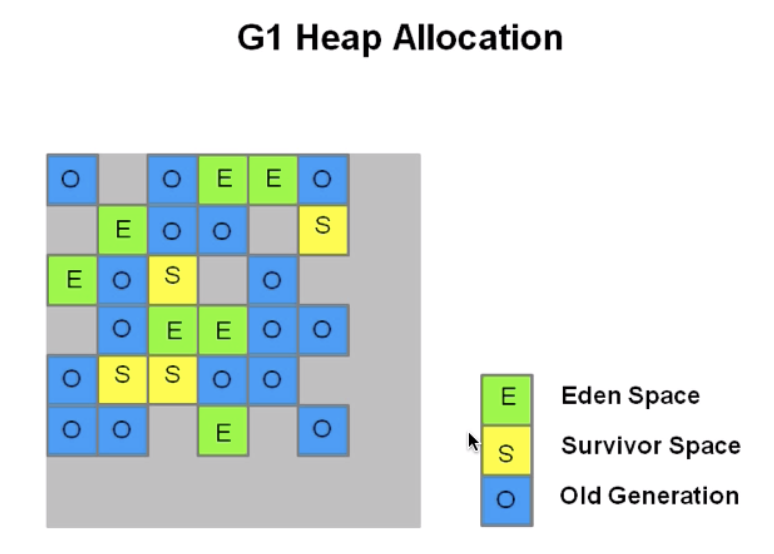 G1 Heap Allocation
O O E E O
E O O S
E O S O
O E E O O
O S S O O
O O E O
E Eden Space
S Survivor Space
O Old Generation